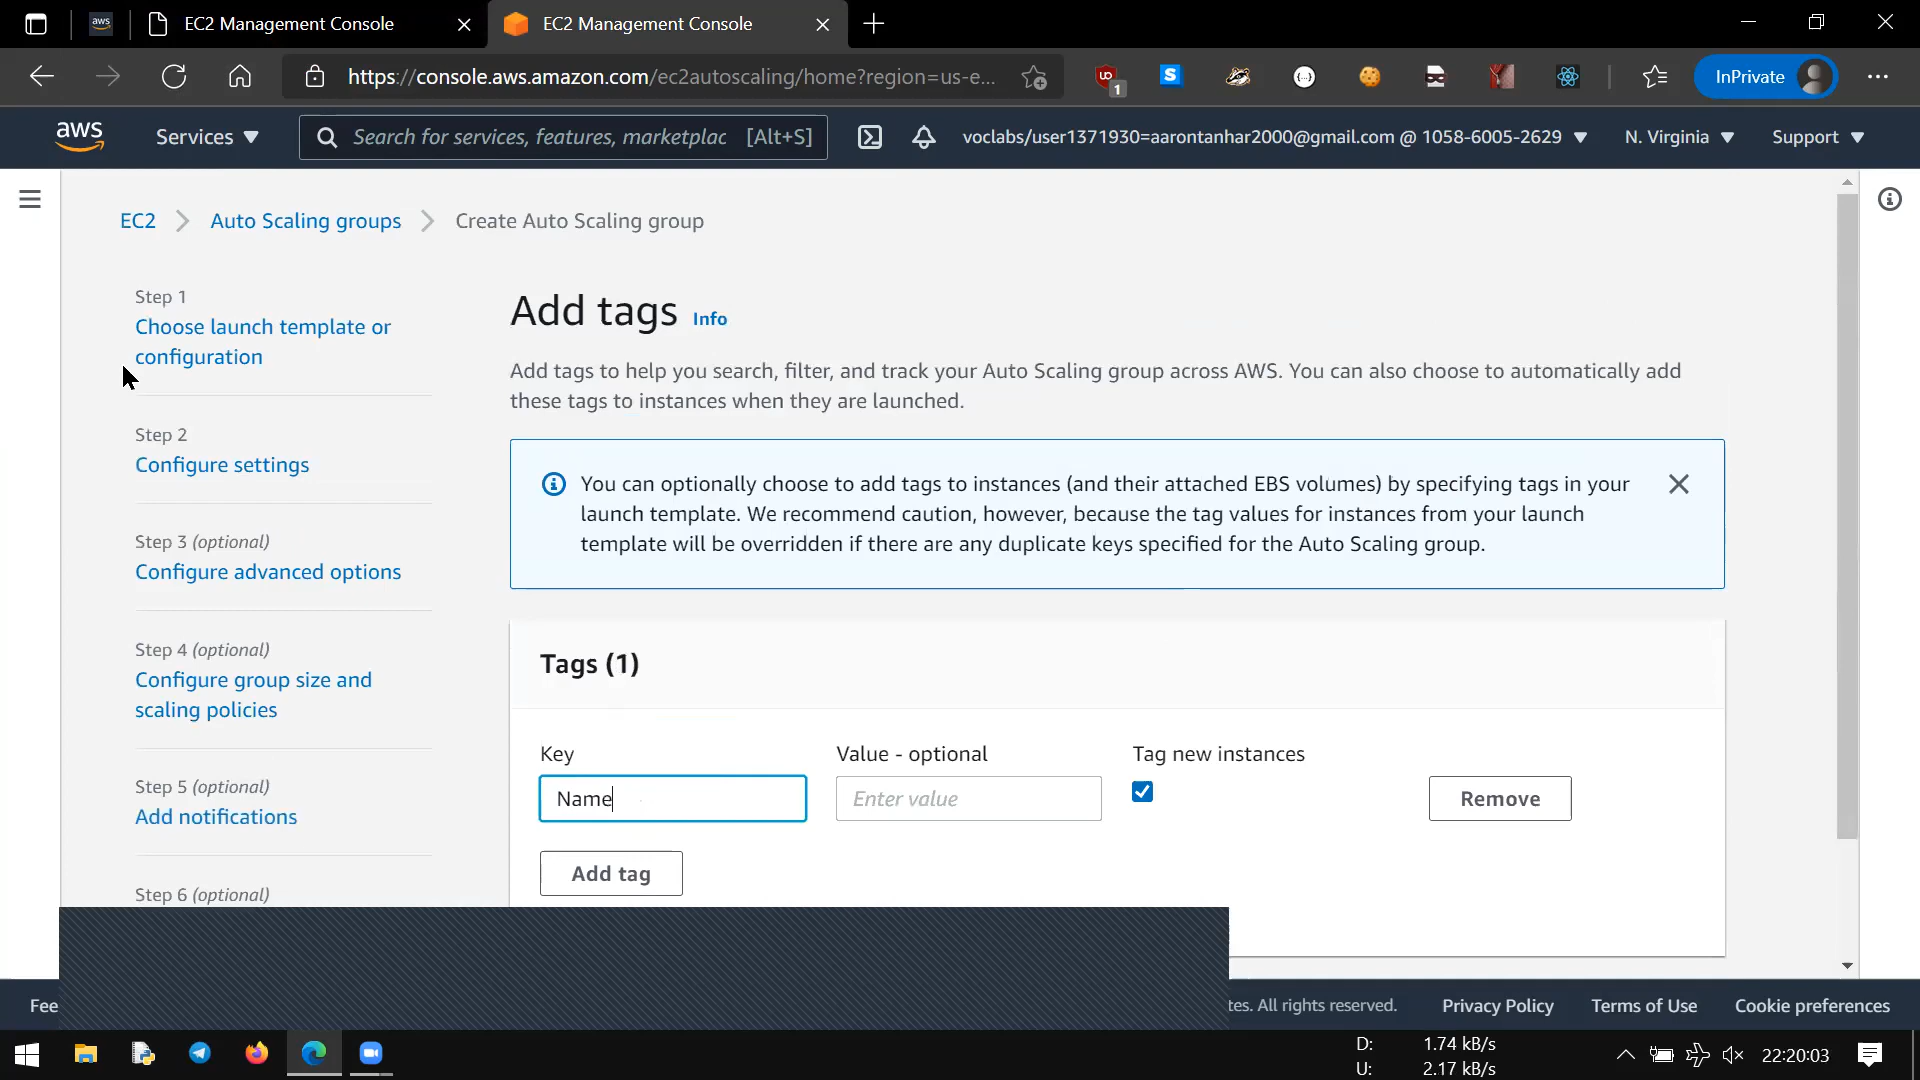 EC2 Management Console
EC2 Management Console
https://console.aws.amazon.com/ec2autoscaling/home?region=us-e...
1
InPrivate
aws
Services
Search for services, features, marketplac [Alt+S]
voclabs/user1371930=aarontanhar2000@gmail.com @ 1058-6005-2629
N. Virginia
Support
EC2
Auto Scaling groups
Create Auto Scaling group
Step 1
Choose launch template or
configuration
Step 2
Configure settings
Step 3 (optional)
Configure advanced options
Step 4 (optional)
Configure group size and
scaling policies
Step 5 (optional)
Add notifications
Step 6 (optional)
Add tags Info
Add tags to help you search, filter, and track your Auto Scaling group across AWS. You can also choose to automatically add
these tags to instances when they are launched.
You can optionally choose to add tags to instances (and their attached EBS volumes) by specifying tags in your
launch template. We recommend caution, however, because the tag values for instances from your launch
template will be overridden if there are any duplicate keys specified for the Auto Scaling group.
Tags (1)
Key
Value - optional
Tag new instances
Name
Enter value
Remove
Add tag
Fee
tes. All rights reserved.
Privacy Policy
Terms of Use
Cookie preferences
D: 1.74 kB/s
U: 2.17 kB/s
22:20:03